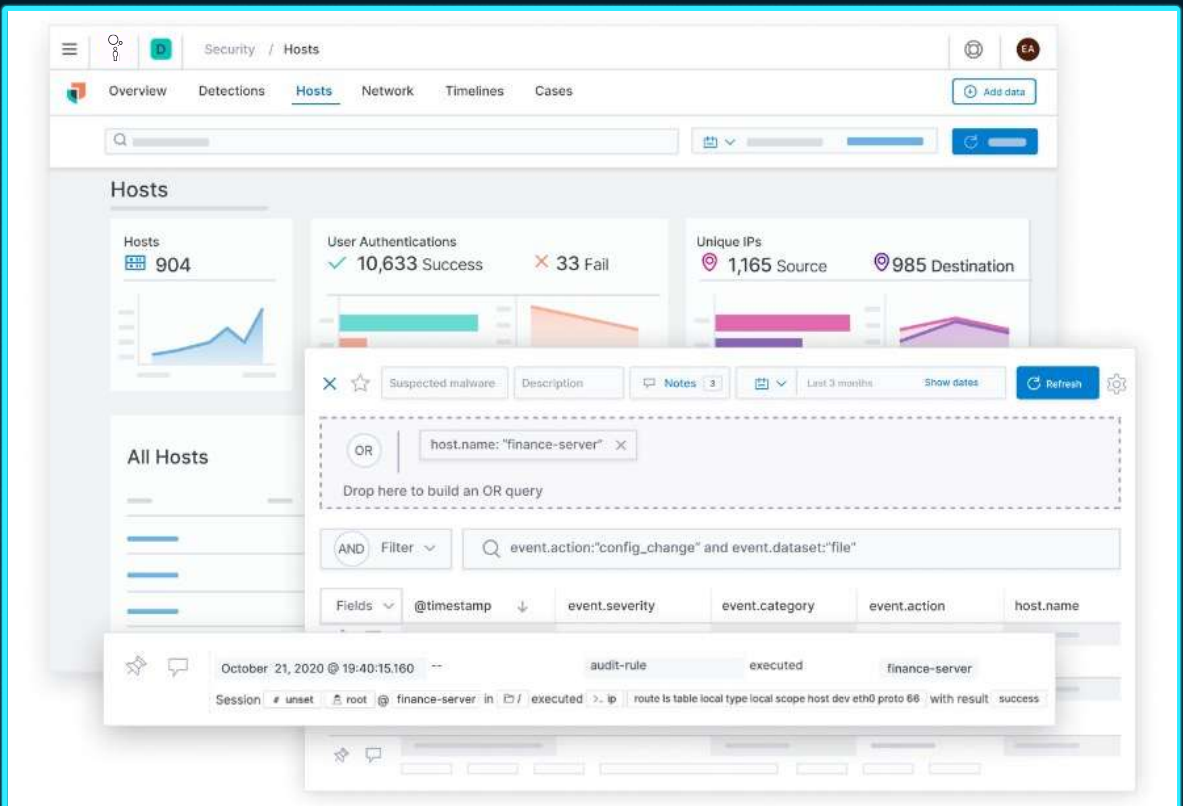 D Security / Hosts EA
Overview Detections Hosts Network Timelines Cases Add data
Hosts
Hosts
904
User Authentications
10,633 Success 33 Fail
Unique IPs
1,165 Source 985 Destination
Suspected malware Description Notes 3 Last 3 months Show dates Refresh
OR host.name: "finance-server"
Drop here to build an OR query
All Hosts
AND Filter event.action:"config_change" and event.dataset:"file"
Fields @timestamp event.severity event.category event.action host.name
October 21, 2020 @ 19:40:15.160 -- audit-rule executed finance-server
Session # unset root @ finance-server in / executed >_ ip route ls table local type local scope host dev eth0 proto 66 with result success